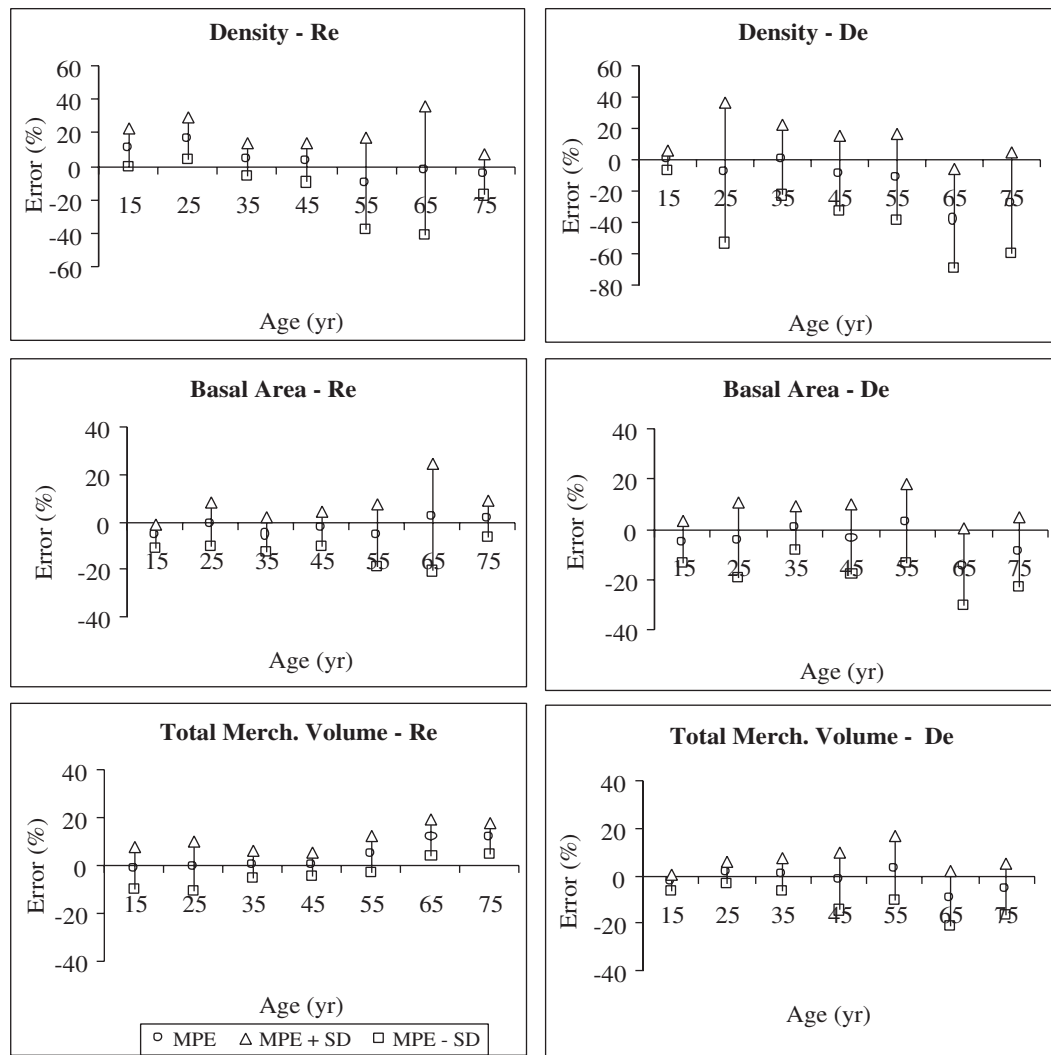 Density - Re
60
40
20
0
-20
-40
-60
Error (%)
15 25 35 45 55 65 75
Age (yr)
Density - De
60
40
20
0
-20
-40
-60
-80
Error (%)
15 25 35 45 55 65 75
Age (yr)
Basal Area - Re
40
20
0
-20
-40
Error (%)
15 25 35 45 55 65 75
Age (yr)
Basal Area - De
40
20
0
-20
-40
Error (%)
15 25 35 45 55 65 75
Age (yr)
Total Merch. Volume - Re
40
20
0
-20
-40
Error (%)
15 25 35 45 55 65 75
Age (yr)
MPE MPE + SD MPE - SD
Total Merch. Volume - De
40
20
0
-20
-40
Error (%)
15 25 35 45 55 65 75
Age (yr)